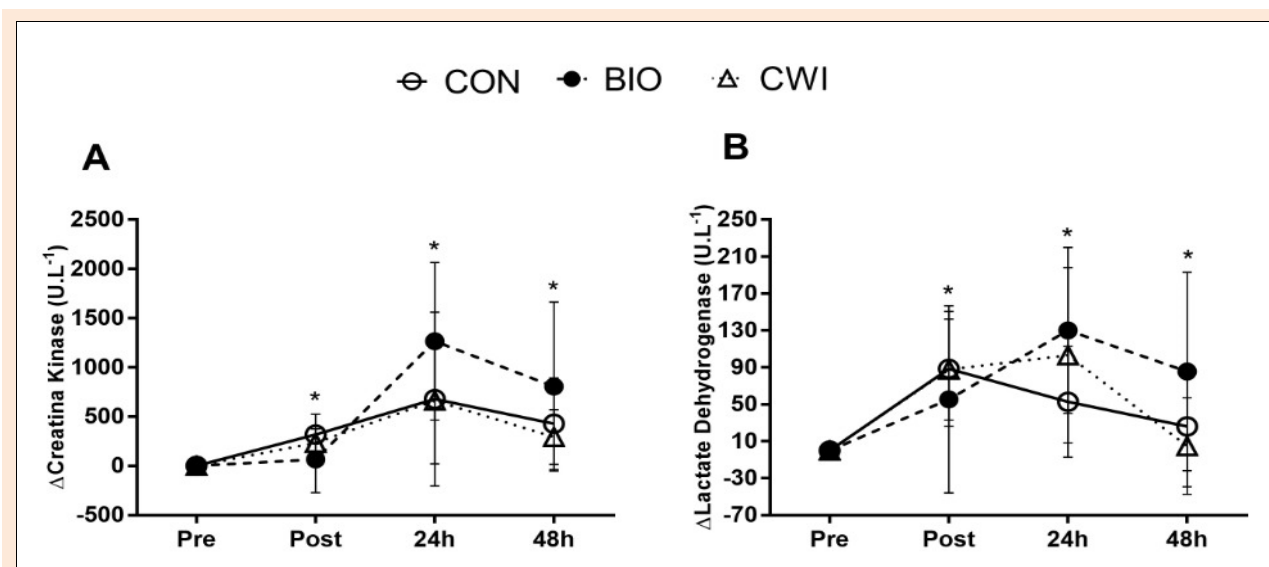 CON BIO CWI
A
ΔCreatina Kinase (U.L⁻¹)
2500
2000
1500
1000
500
0
-500
Pre Post 24h 48h
* * *
B
ΔLactate Dehydrogenase (U.L⁻¹)
250
210
170
130
90
50
10
-30
-70
Pre Post 24h 48h
* * *